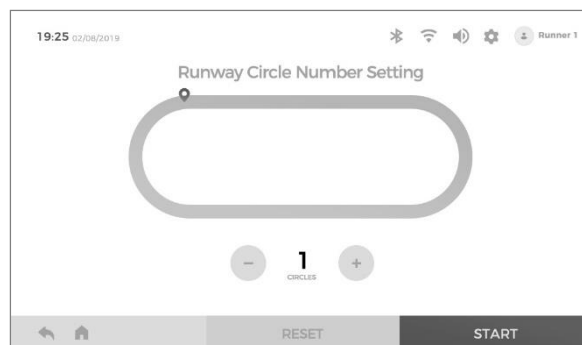 19:25 02/08/2019 Runner 1
Runway Circle Number Setting
1
CIRCLES
RESET START